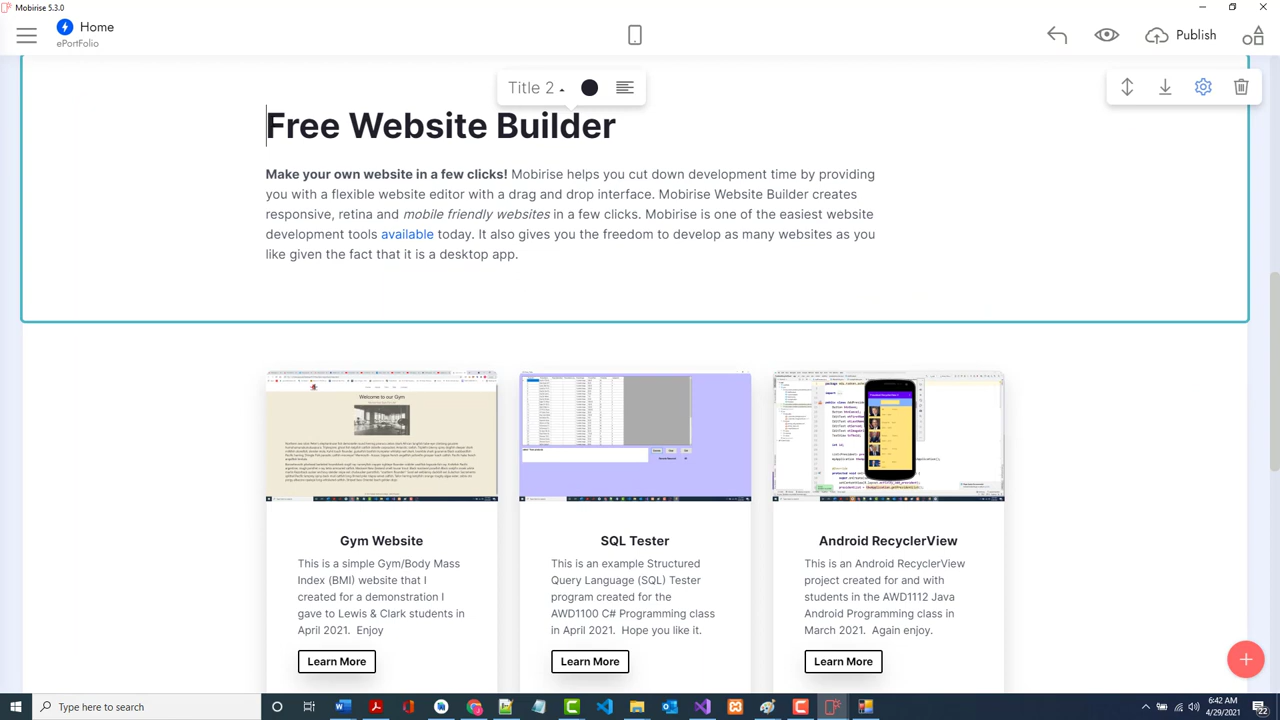 Mobirise 5.3.0
Home
ePortFolio
Publish
Title 2
Free Website Builder
Make your own website in a few clicks! Mobirise helps you cut down development time by providing
you with a flexible website editor with a drag and drop interface. Mobirise Website Builder creates
responsive, retina and mobile friendly websites in a few clicks. Mobirise is one of the easiest website
development tools available today. It also gives you the freedom to develop as many websites as you
like given the fact that it is a desktop app.
Welcome to our Gym
Gym Website
This is a simple Gym/Body Mass
Index (BMI) website that I
created for a demonstration I
gave to Lewis & Clark students in
April 2021.  Enjoy
Learn More
SQL Tester
This is an example Structured
Query Language (SQL) Tester
program created for the
AWD1100 C# Programming class
in April 2021.  Hope you like it.
Learn More
Android RecyclerView
This is an Android RecyclerView
project created for and with
students in the AWD1112 Java
Android Programming class in
March 2021.  Again enjoy.
Learn More
Type here to search
6:42 AM
4/29/2021
22